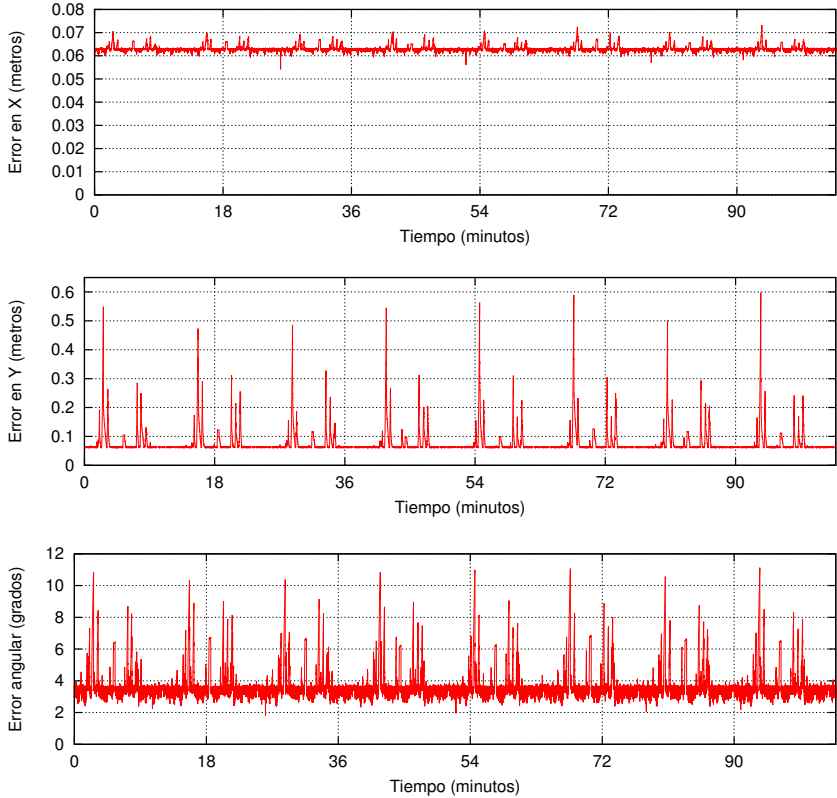 Error en X (metros)
0.08
0.07
0.06
0.05
0.04
0.03
0.02
0.01
0
0 18 36 54 72 90
Tiempo (minutos)
Error en Y (metros)
0.6
0.5
0.4
0.3
0.2
0.1
0
0 18 36 54 72 90
Tiempo (minutos)
Error angular (grados)
12
10
8
6
4
2
0
0 18 36 54 72 90
Tiempo (minutos)